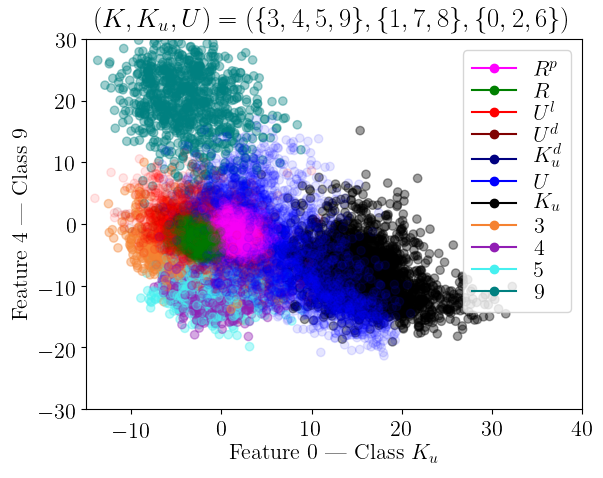 (K, K_u, U) = ({3, 4, 5, 9}, {1, 7, 8}, {0, 2, 6})
30
20
10
0
−10
−20
−30
Feature 4 — Class 9
−10 0 10 20 30 40
Feature 0 — Class K_u
R^p
R
U^l
U^d
K_u^d
U
K_u
3
4
5
9